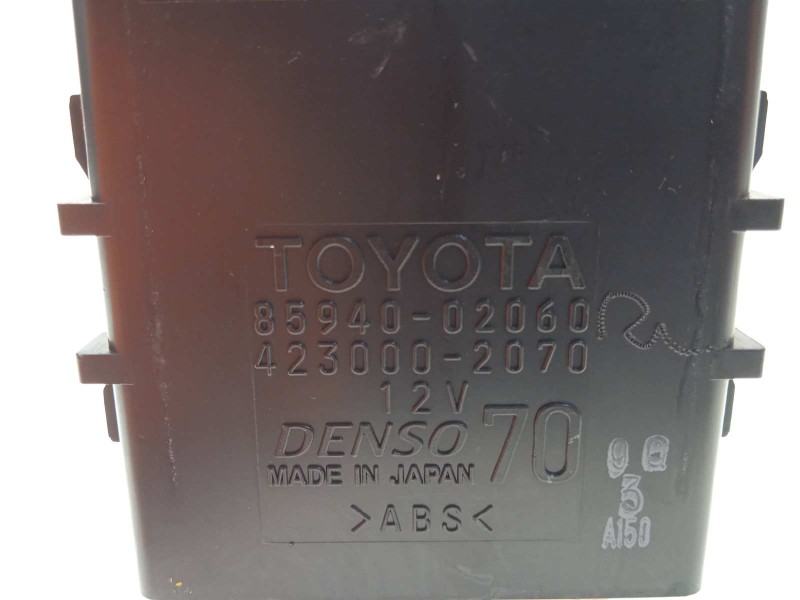 TOYOTA
85940-02060
423000-2070
12V
DENSO 70
MADE IN JAPAN
>ABS<
3
A150